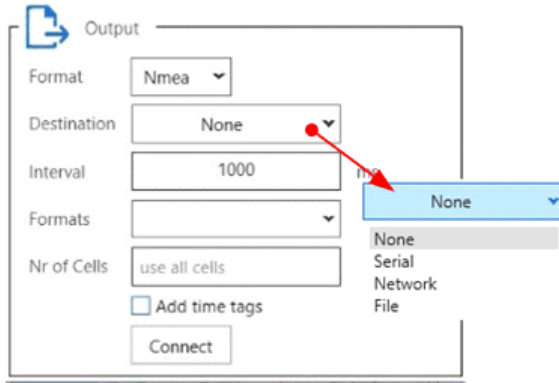 Output
Format Nmea
Destination None
Interval 1000 ms
Formats
Nr of Cells use all cells
Add time tags
Connect
None
None
Serial
Network
File